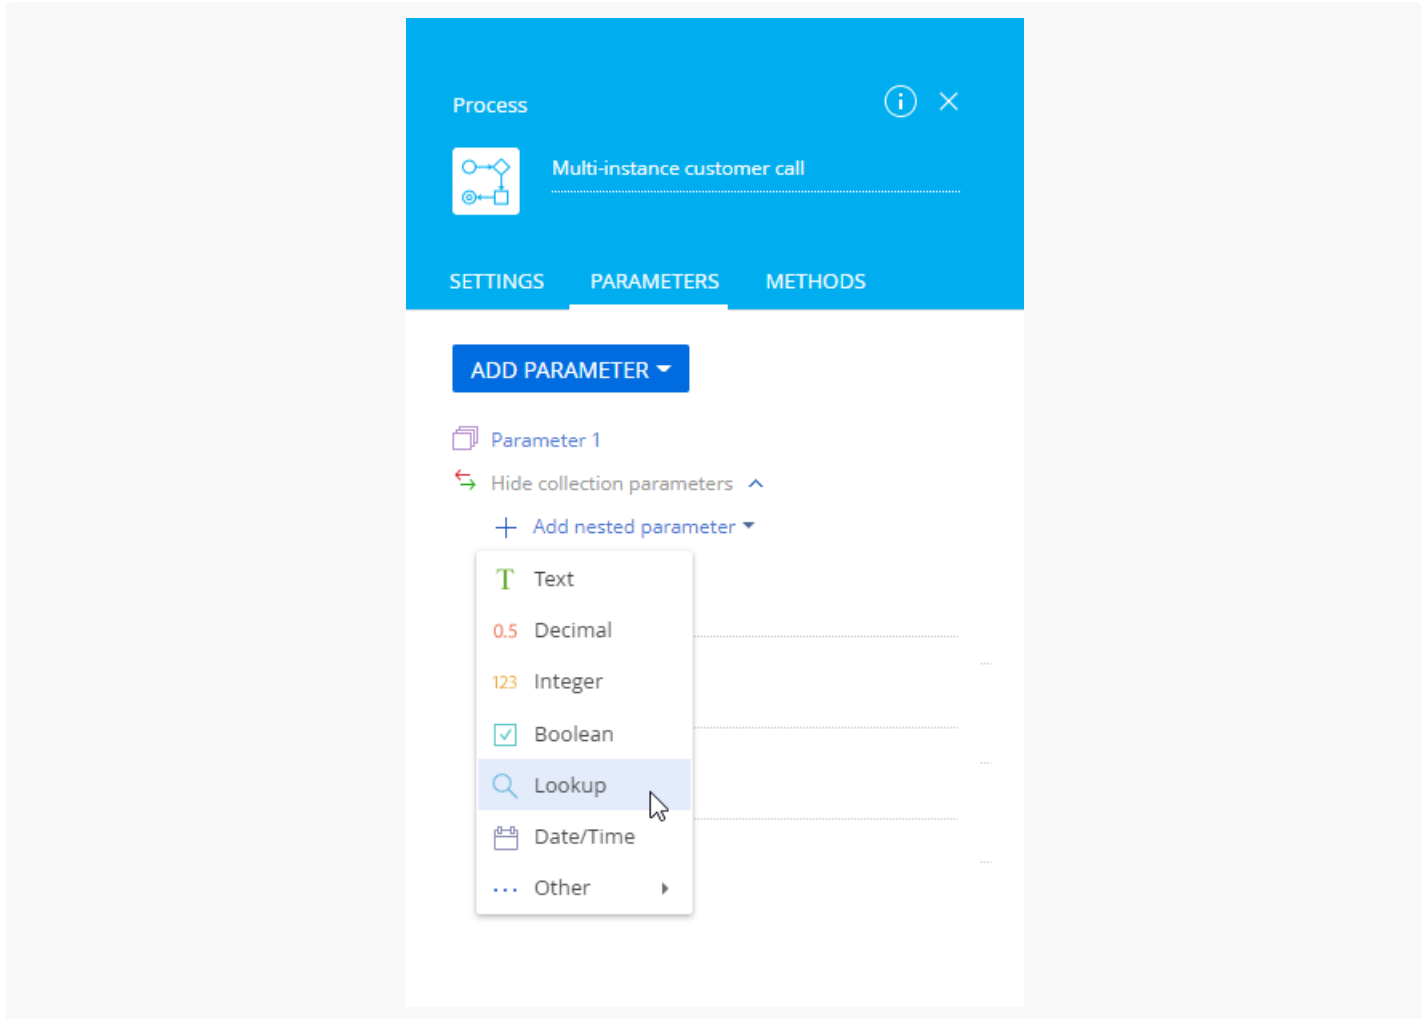 Process
Multi-instance customer call
SETTINGS PARAMETERS METHODS
ADD PARAMETER
Parameter 1
Hide collection parameters
Add nested parameter
T Text
0.5 Decimal
123 Integer
Boolean
Lookup
Date/Time
... Other